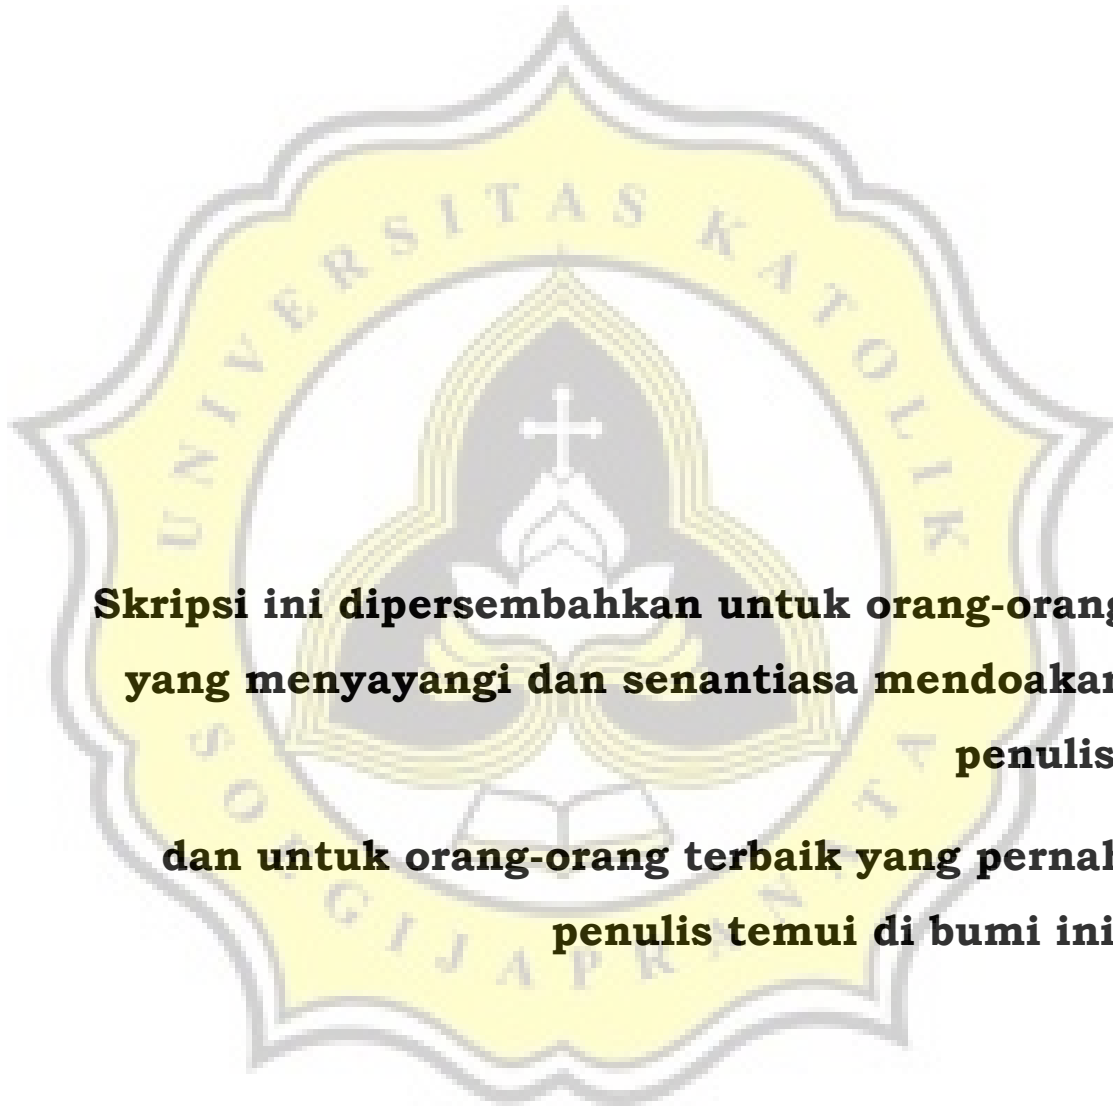 UNIVERSITAS KATOLIK
Skripsi ini dipersembahkan untuk orang-orang
yang menyayangi dan senantiasa mendoakan
penulis
dan untuk orang-orang terbaik yang pernah
penulis temui di bumi ini
SOEGIJAPRANATA